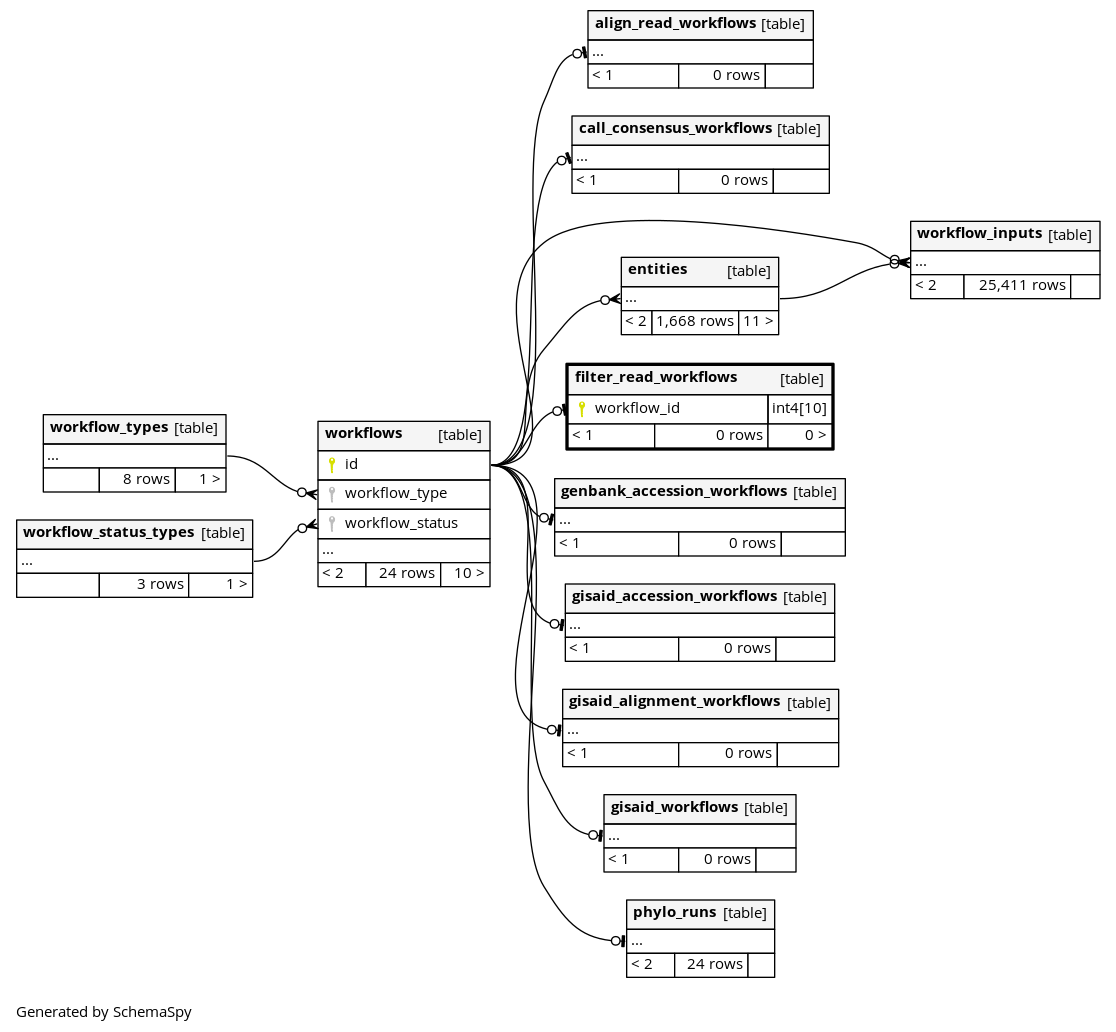 align_read_workflows [table]
...
< 1 0 rows
call_consensus_workflows [table]
...
< 1 0 rows
workflow_inputs [table]
...
< 2 25,411 rows
entities [table]
...
< 2 1,668 rows 11 >
filter_read_workflows [table]
workflow_id int4[10]
< 1 0 rows 0 >
workflow_types [table]
...
8 rows 1 >
workflows [table]
id
workflow_type
workflow_status
...
< 2 24 rows 10 >
workflow_status_types [table]
...
3 rows 1 >
genbank_accession_workflows [table]
...
< 1 0 rows
gisaid_accession_workflows [table]
...
< 1 0 rows
gisaid_alignment_workflows [table]
...
< 1 0 rows
gisaid_workflows [table]
...
< 1 0 rows
phylo_runs [table]
...
< 2 24 rows
Generated by SchemaSpy